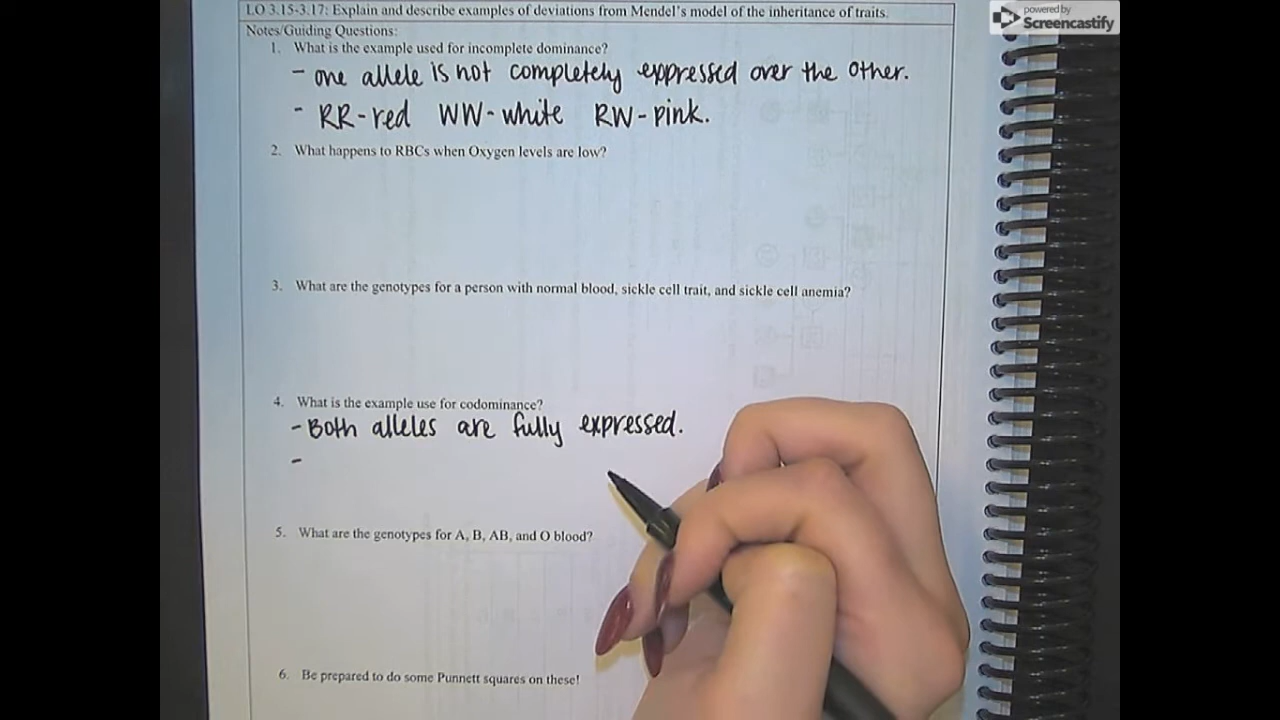 LO 3.15-3.17: Explain and describe examples of deviations from Mendel's model of the inheritance of traits.
powered by
Screencastify
Notes/Guiding Questions:
1. What is the example used for incomplete dominance?
- one allele is not completely expressed over the other.
- RR-red WW-white RW-pink.
2. What happens to RBCs when Oxygen levels are low?
3. What are the genotypes for a person with normal blood, sickle cell trait, and sickle cell anemia?
4. What is the example use for codominance?
- Both alleles are fully expressed.
-
5. What are the genotypes for A, B, AB, and O blood?
6. Be prepared to do some Punnett squares on these!